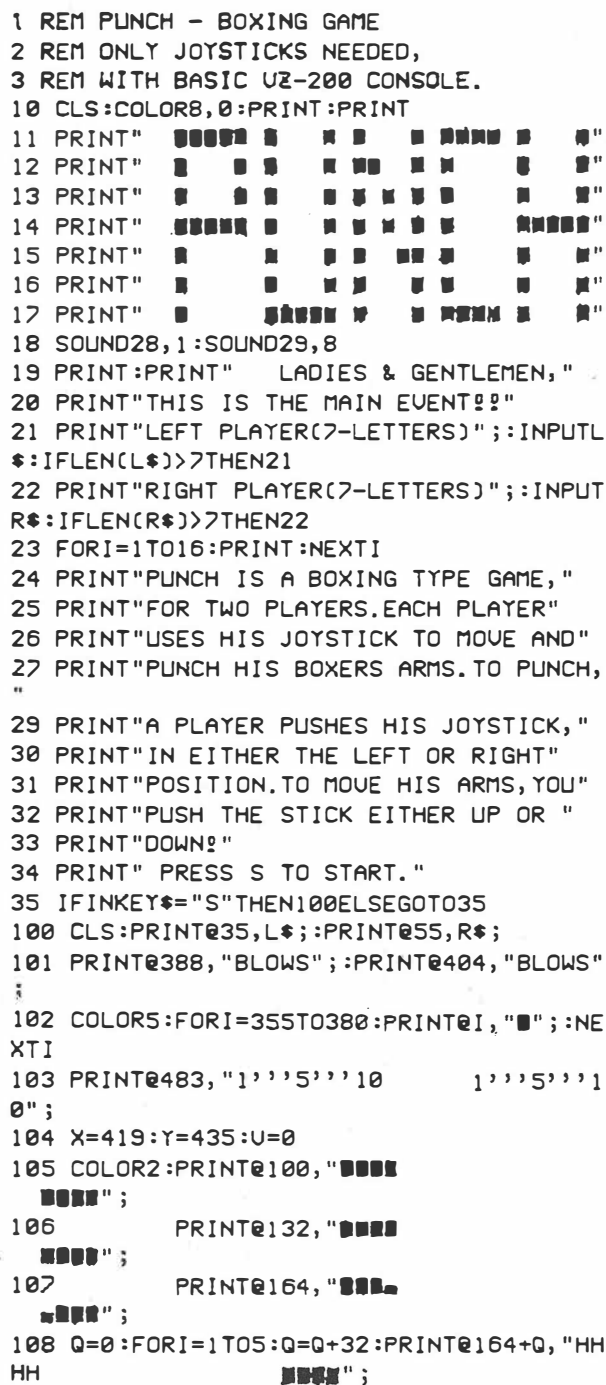 1 REM PUNCH - BOXING GAME
2 REM ONLY JOYSTICKS NEEDED,
3 REM WITH BASIC VZ-200 CONSOLE.
10 CLS:COLOR8,0:PRINT:PRINT
11 PRINT"    ■■■■■ ■     ■ ■     ■ ■■■■■ ■     ■"
12 PRINT"    ■     ■ ■     ■ ■■    ■ ■     ■     ■"
13 PRINT"    ■     ■ ■     ■ ■ ■   ■ ■     ■     ■"
14 PRINT"    ■■■■■ ■     ■ ■  ■  ■ ■     ■■■■■"
15 PRINT"    ■     ■     ■ ■   ■■ ■     ■     ■"
16 PRINT"    ■     ■     ■ ■     ■ ■     ■     ■"
17 PRINT"    ■     ■■■■■ ■     ■ ■■■■■ ■     ■"
18 SOUND28,1:SOUND29,8
19 PRINT:PRINT"   LADIES & GENTLEMEN,"
20 PRINT"THIS IS THE MAIN EVENT!!"
21 PRINT"LEFT PLAYER(7-LETTERS)";:INPUTL
$:IFLEN(L$)>7THEN21
22 PRINT"RIGHT PLAYER(7-LETTERS)";:INPUT
R$:IFLEN(R$)>7THEN22
23 FORI=1TO16:PRINT:NEXTI
24 PRINT"PUNCH IS A BOXING TYPE GAME,"
25 PRINT"FOR TWO PLAYERS.EACH PLAYER"
26 PRINT"USES HIS JOYSTICK TO MOVE AND"
27 PRINT"PUNCH HIS BOXERS ARMS.TO PUNCH,
"
29 PRINT"A PLAYER PUSHES HIS JOYSTICK,"
30 PRINT"IN EITHER THE LEFT OR RIGHT"
31 PRINT"POSITION.TO MOVE HIS ARMS,YOU"
32 PRINT"PUSH THE STICK EITHER UP OR "
33 PRINT"DOWN!"
34 PRINT" PRESS S TO START."
35 IFINKEY$="S"THEN100ELSEGOTO35
100 CLS:PRINT@35,L$;:PRINT@55,R$;
101 PRINT@388,"BLOWS";:PRINT@404,"BLOWS"
;
102 COLOR5:FORI=355TO380:PRINT@I,"■";:NE
XTI
103 PRINT@483,"1'''5'''10       1'''5'''1
0";
104 X=419:Y=435:U=0
105 COLOR2:PRINT@100,"■■■■
  ■■■■";
106         PRINT@132,"■■■■
  ■■■■";
107         PRINT@164,"■■■▄
  ▄■■■";
108 Q=0:FORI=1TO5:Q=Q+32:PRINT@164+Q,"HH
HH               ■■■■";